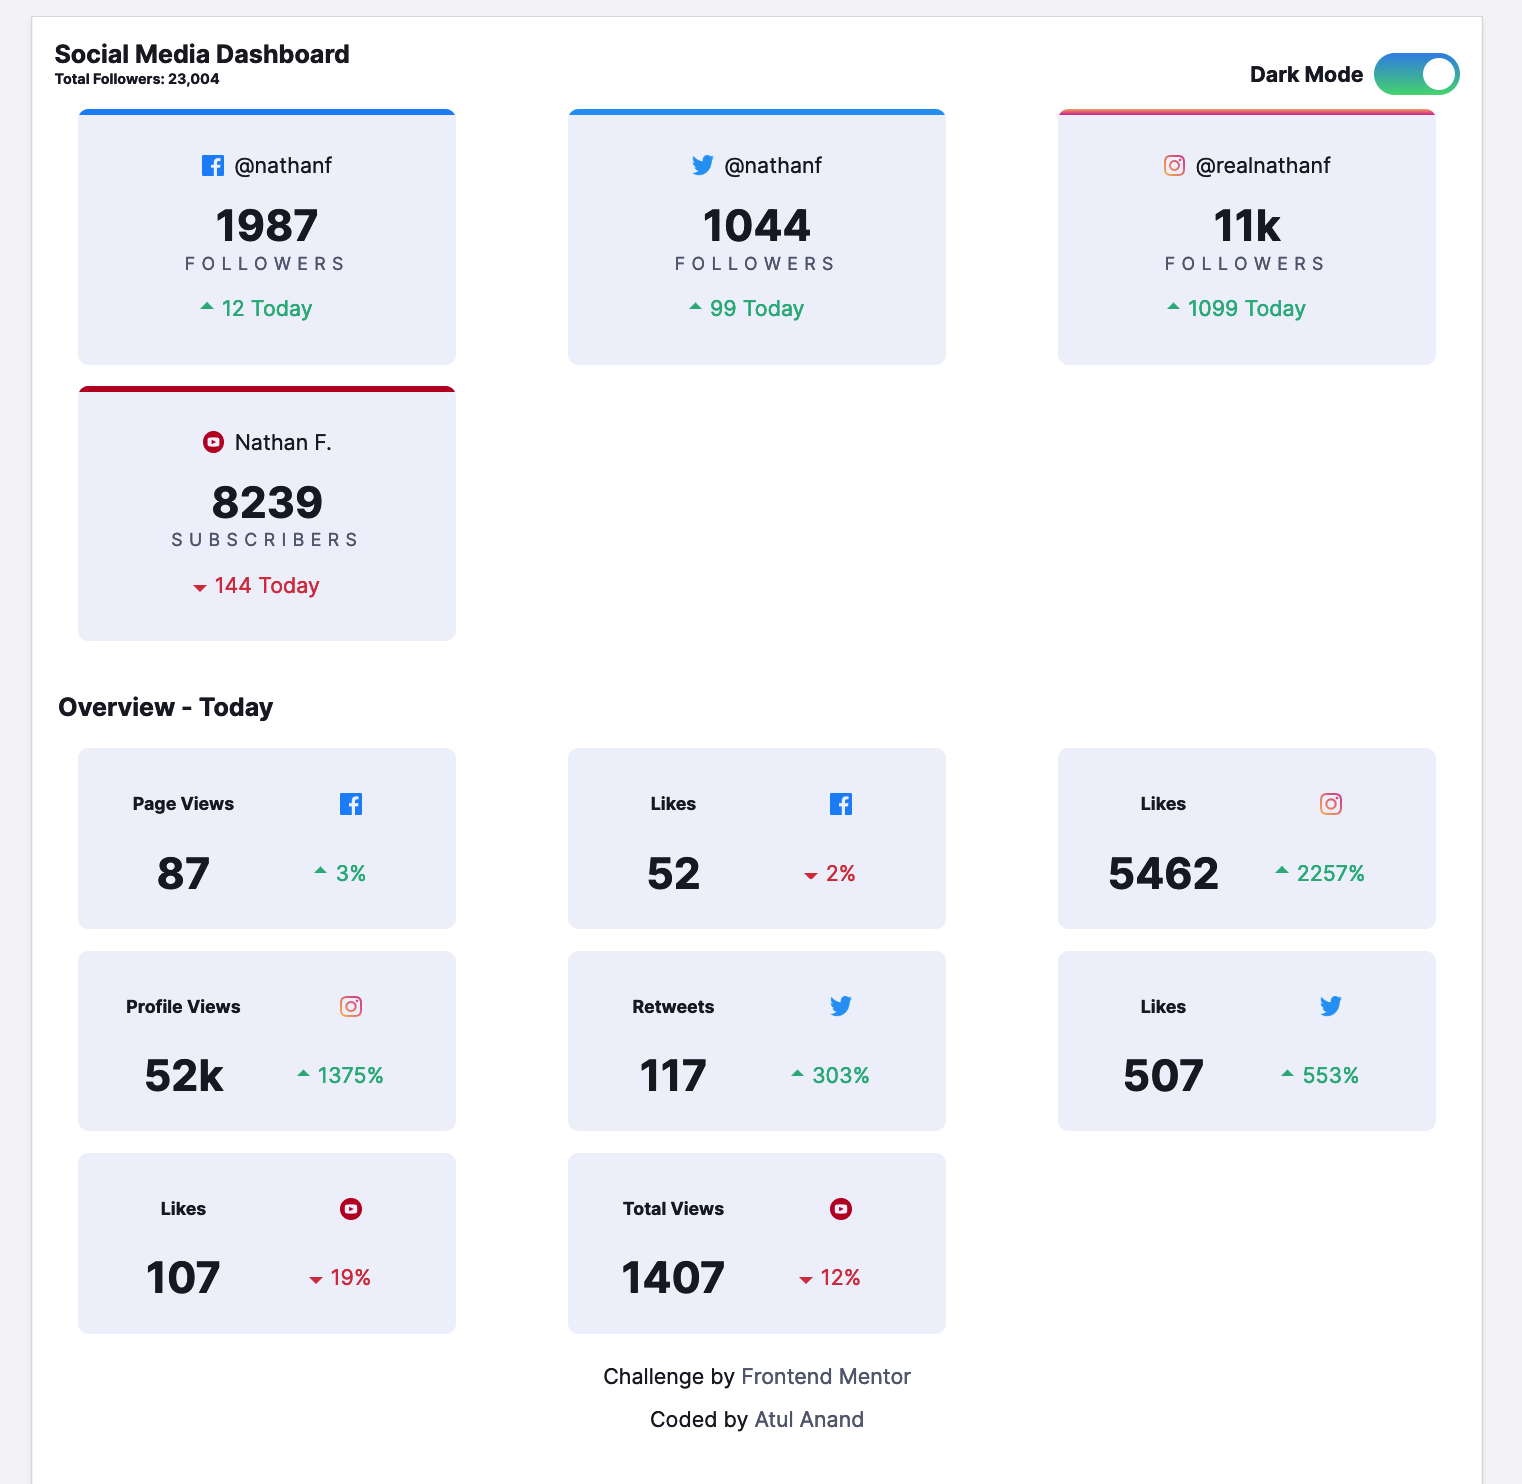 Social Media Dashboard
Total Followers: 23,004
Dark Mode
@nathanf
1987
FOLLOWERS
12 Today
@nathanf
1044
FOLLOWERS
99 Today
@realnathanf
11k
FOLLOWERS
1099 Today
Nathan F.
8239
SUBSCRIBERS
144 Today
Overview - Today
Page Views
87
3%
Likes
52
2%
Likes
5462
2257%
Profile Views
52k
1375%
Retweets
117
303%
Likes
507
553%
Likes
107
19%
Total Views
1407
12%
Challenge by Frontend Mentor
Coded by Atul Anand